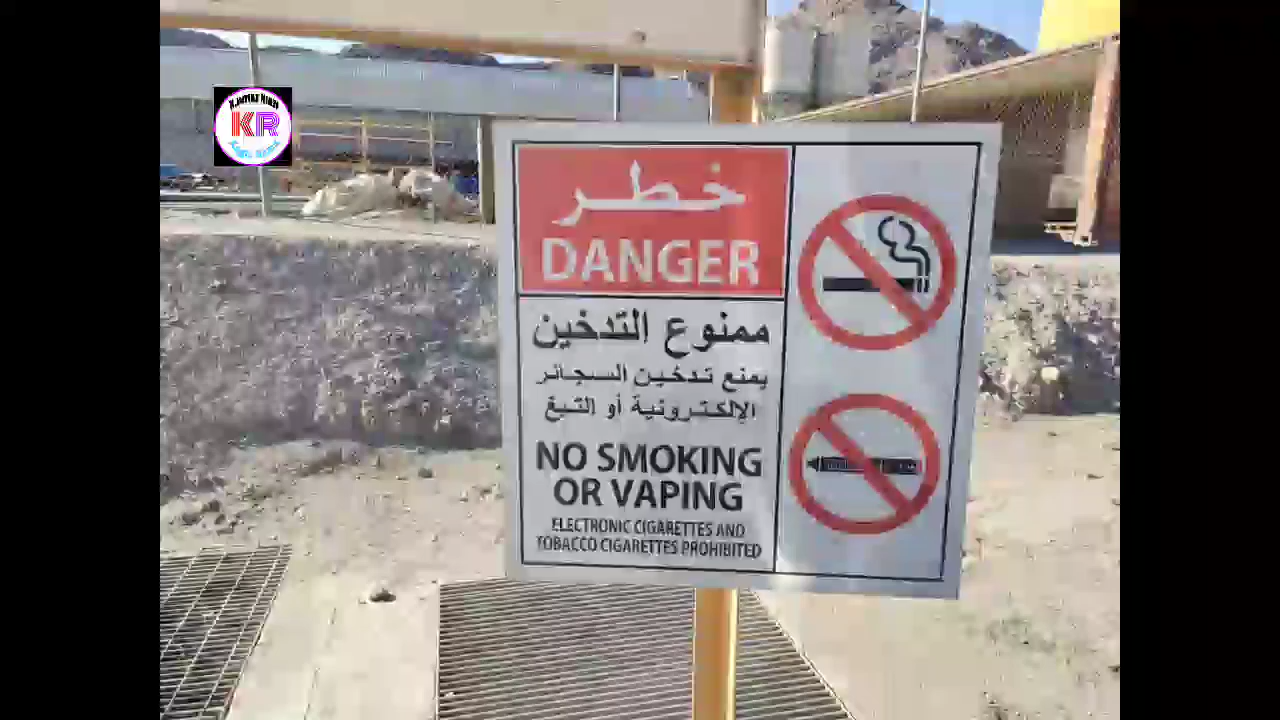 KR
خطر
DANGER
ممنوع التدخين
يمنع تدخين السجائر
الإلكترونية أو التبغ
NO SMOKING
OR VAPING
ELECTRONIC CIGARETTES AND
TOBACCO CIGARETTES PROHIBITED